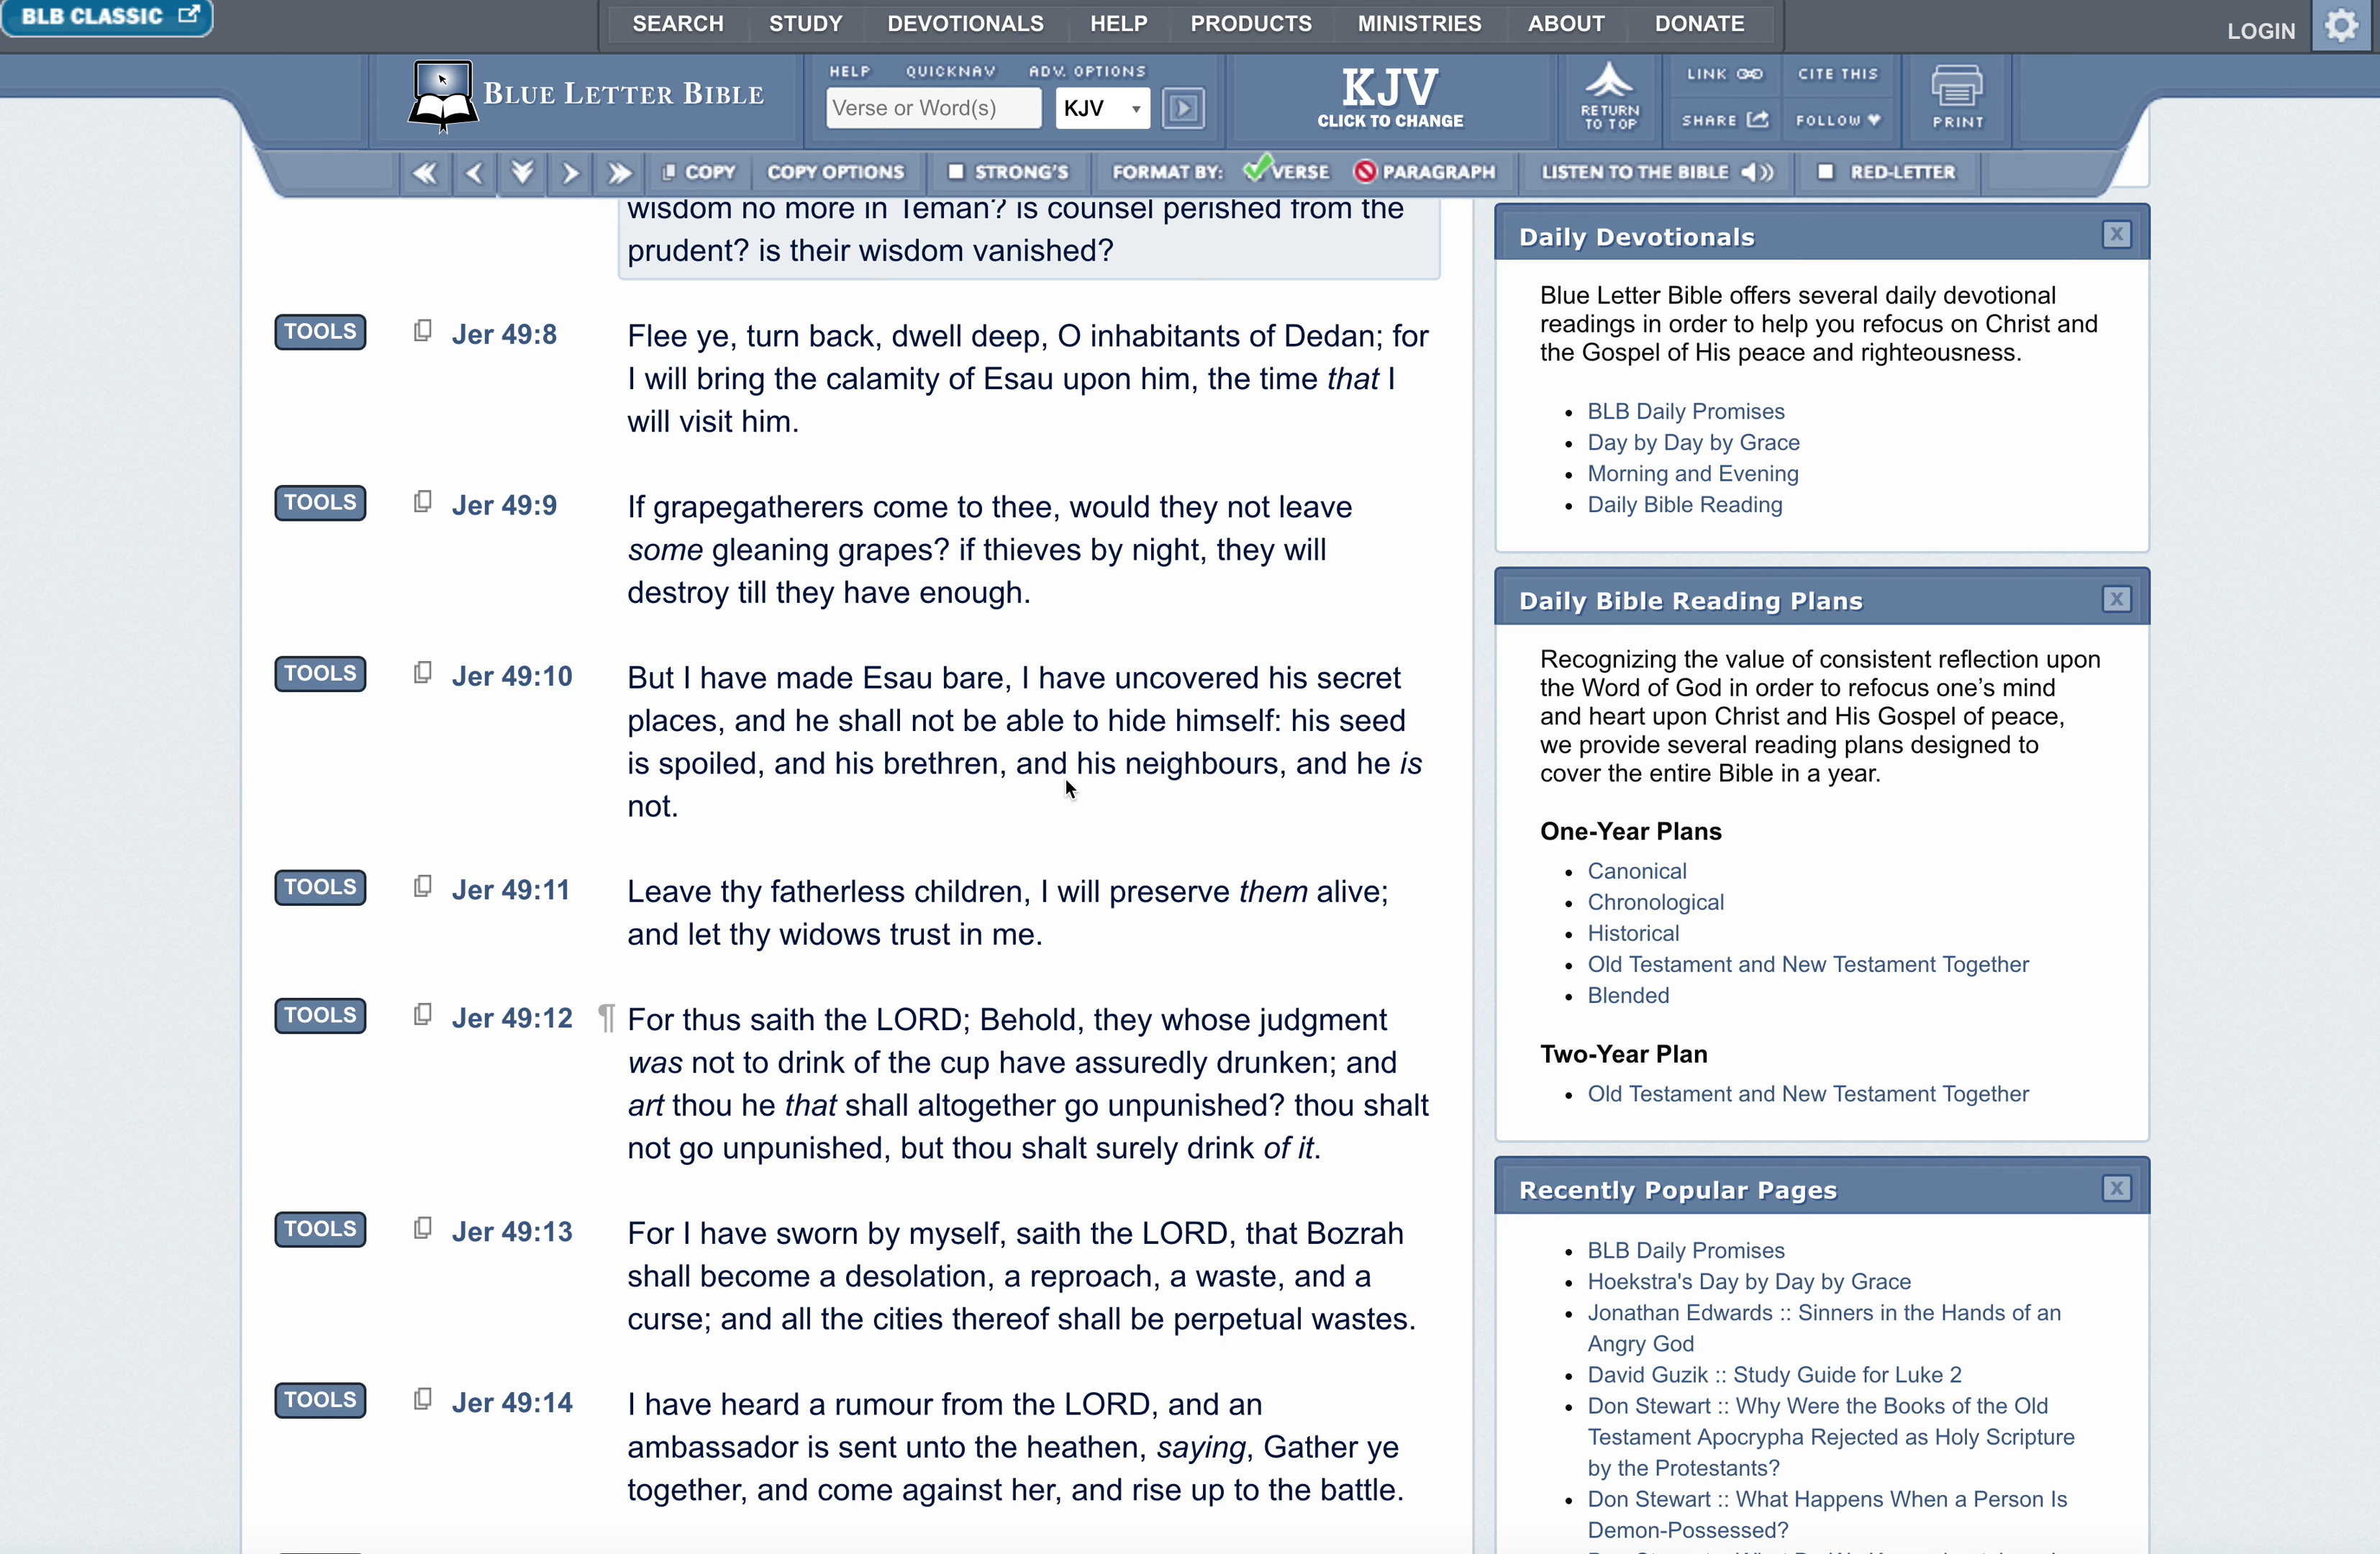 BLB CLASSIC
SEARCH STUDY DEVOTIONALS HELP PRODUCTS MINISTRIES ABOUT DONATE
LOGIN
BLUE LETTER BIBLE
HELP QUICKNAV ADV. OPTIONS
Verse or Word(s) KJV
KJV
CLICK TO CHANGE
RETURN
TO TOP
LINK CITE THIS
SHARE FOLLOW
PRINT
COPY COPY OPTIONS STRONG'S FORMAT BY: VERSE PARAGRAPH LISTEN TO THE BIBLE RED-LETTER
wisdom no more in Teman? is counsel perished from the
prudent? is their wisdom vanished?
TOOLS Jer 49:8 Flee ye, turn back, dwell deep, O inhabitants of Dedan; for
I will bring the calamity of Esau upon him, the time that I
will visit him.
TOOLS Jer 49:9 If grapegatherers come to thee, would they not leave
some gleaning grapes? if thieves by night, they will
destroy till they have enough.
TOOLS Jer 49:10 But I have made Esau bare, I have uncovered his secret
places, and he shall not be able to hide himself: his seed
is spoiled, and his brethren, and his neighbours, and he is
not.
TOOLS Jer 49:11 Leave thy fatherless children, I will preserve them alive;
and let thy widows trust in me.
TOOLS Jer 49:12 ¶ For thus saith the LORD; Behold, they whose judgment
was not to drink of the cup have assuredly drunken; and
art thou he that shall altogether go unpunished? thou shalt
not go unpunished, but thou shalt surely drink of it.
TOOLS Jer 49:13 For I have sworn by myself, saith the LORD, that Bozrah
shall become a desolation, a reproach, a waste, and a
curse; and all the cities thereof shall be perpetual wastes.
TOOLS Jer 49:14 I have heard a rumour from the LORD, and an
ambassador is sent unto the heathen, saying, Gather ye
together, and come against her, and rise up to the battle.
Daily Devotionals X
Blue Letter Bible offers several daily devotional
readings in order to help you refocus on Christ and
the Gospel of His peace and righteousness.
• BLB Daily Promises
• Day by Day by Grace
• Morning and Evening
• Daily Bible Reading
Daily Bible Reading Plans X
Recognizing the value of consistent reflection upon
the Word of God in order to refocus one’s mind
and heart upon Christ and His Gospel of peace,
we provide several reading plans designed to
cover the entire Bible in a year.
One-Year Plans
• Canonical
• Chronological
• Historical
• Old Testament and New Testament Together
• Blended
Two-Year Plan
• Old Testament and New Testament Together
Recently Popular Pages X
• BLB Daily Promises
• Hoekstra's Day by Day by Grace
• Jonathan Edwards :: Sinners in the Hands of an
Angry God
• David Guzik :: Study Guide for Luke 2
• Don Stewart :: Why Were the Books of the Old
Testament Apocrypha Rejected as Holy Scripture
by the Protestants?
• Don Stewart :: What Happens When a Person Is
Demon-Possessed?